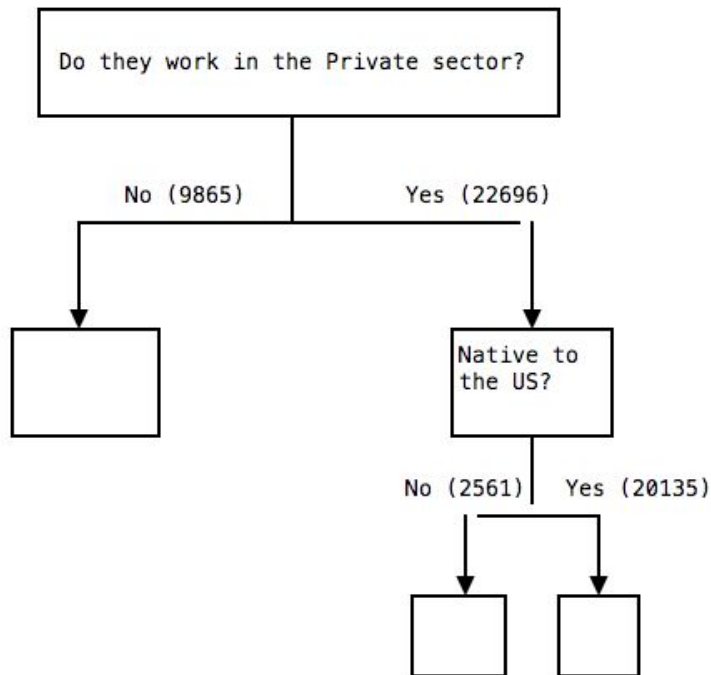 Do they work in the Private sector?
No (9865)
Yes (22696)
Native to
the US?
No (2561)
Yes (20135)